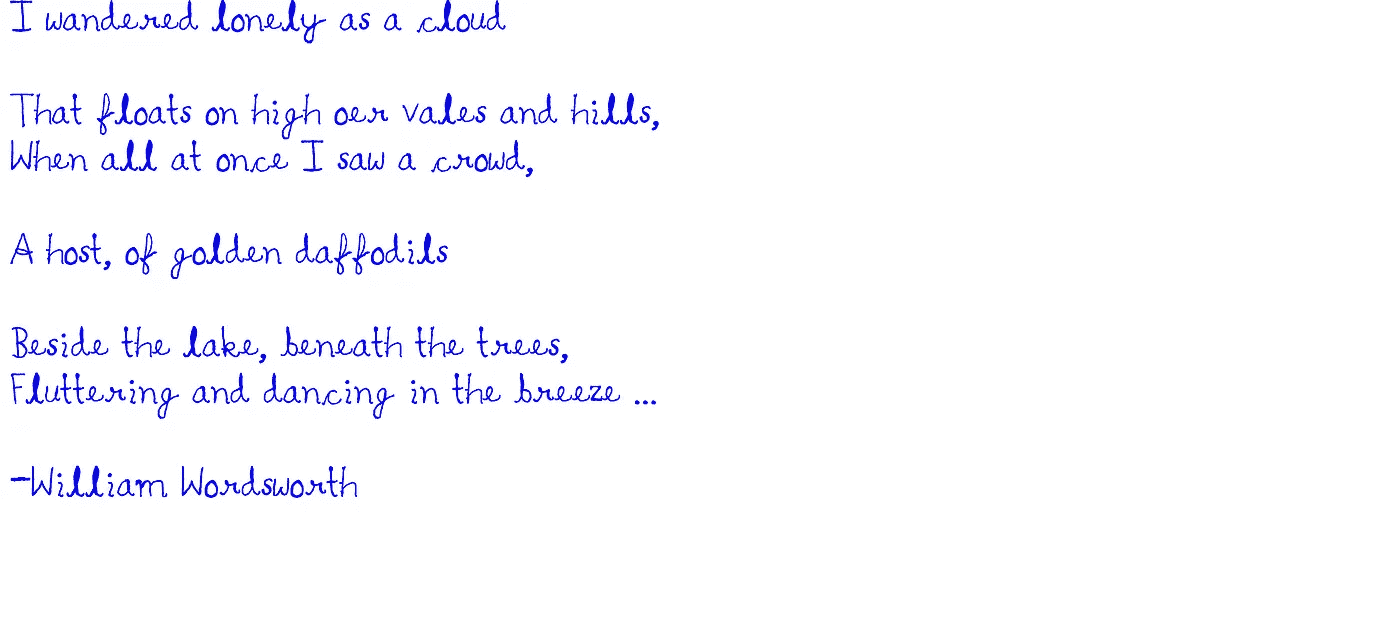 I wandered lonely as a cloud
That floats on high oer vales and hills,
When all at once I saw a crowd,
A host, of golden daffodils
Beside the lake, beneath the trees,
Fluttering and dancing in the breeze ...
-William Wordsworth